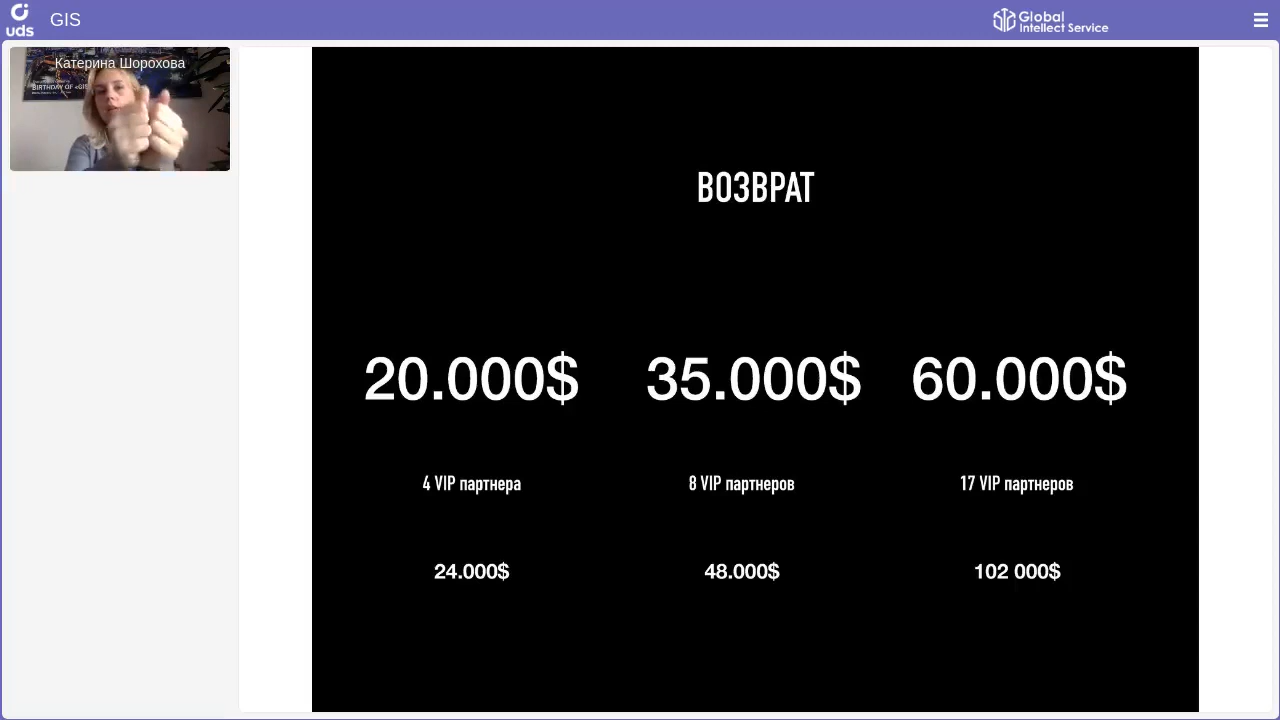 uds
GIS
Global
Intellect Service
Катерина Шорохова
BIRTHDAY OF «GIS
ВОЗВРАТ
20.000$ 35.000$ 60.000$
4 VIP партнера 8 VIP партнеров 17 VIP партнеров
24.000$ 48.000$ 102 000$